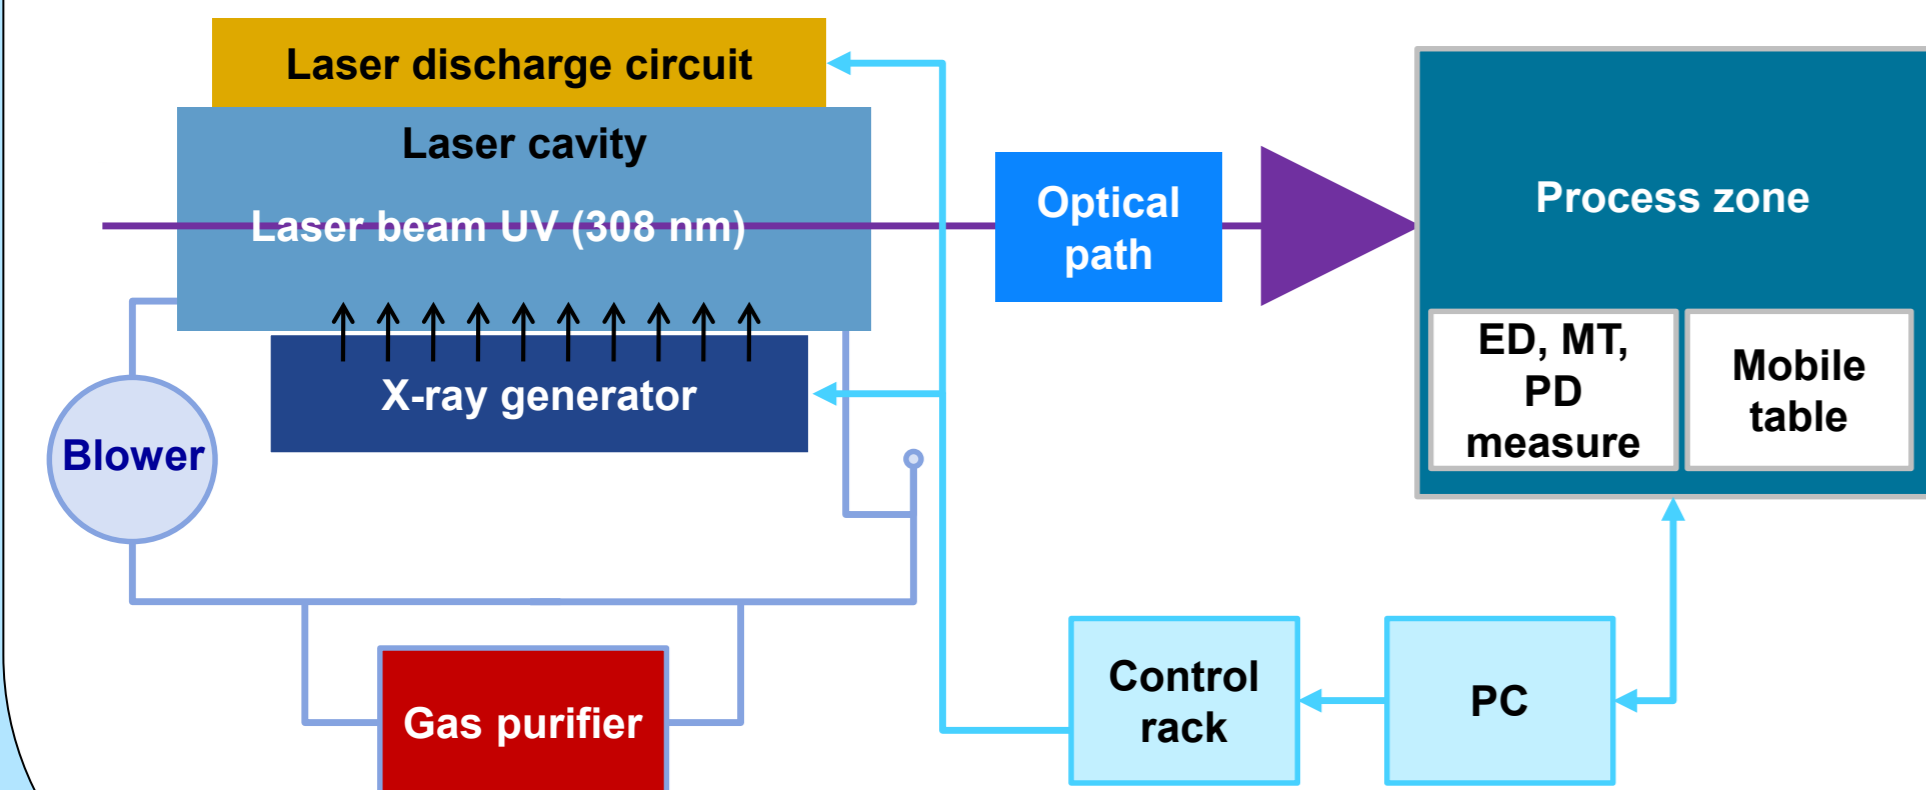 Laser discharge circuit
Laser cavity
Laser beam UV (308 nm)
Optical
path
Process zone
ED, MT,
PD
measure
Mobile
table
X-ray generator
Blower
Control
rack
PC
Gas purifier